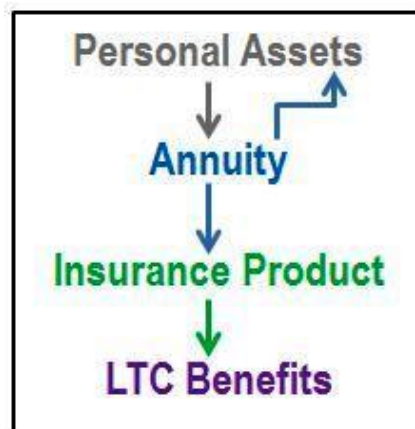 Personal Assets
Annuity
Insurance Product
LTC Benefits